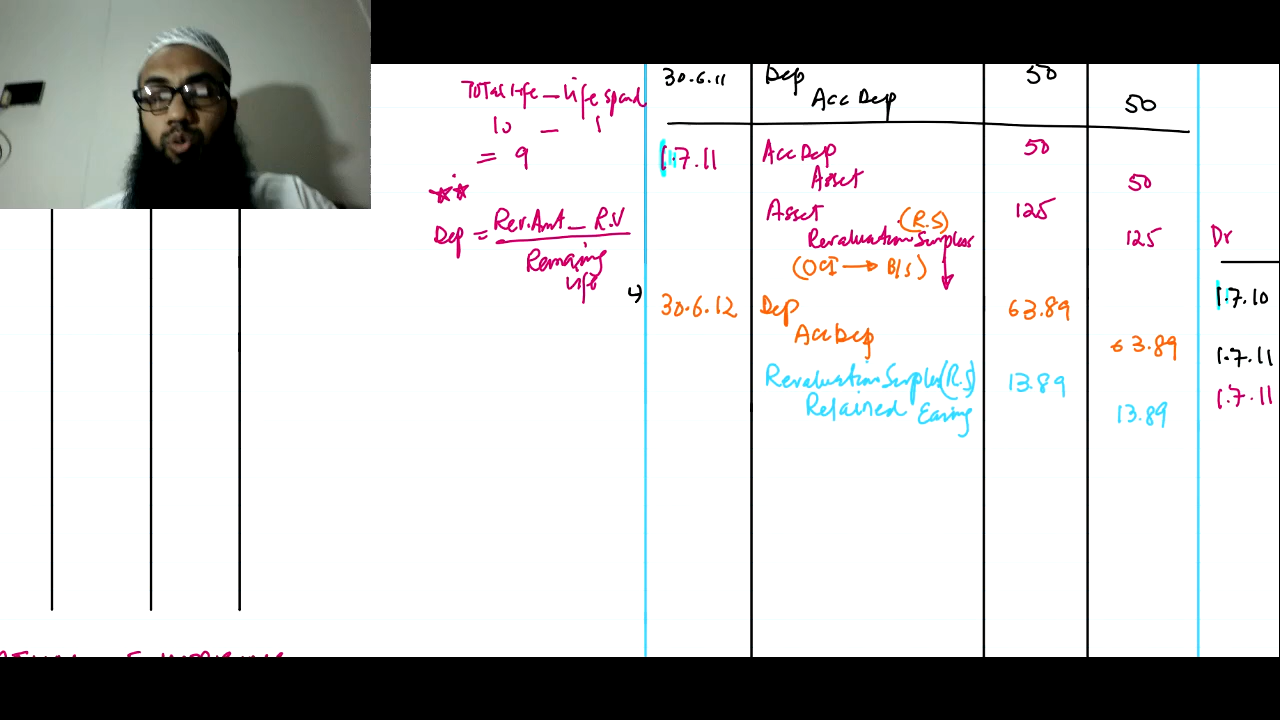 Total life - life spend
10 - 1
= 9
**
Dep = Rev.Amt - R.V
Remaing
life
4)
30.6.11 Dep 50
Acc Dep 50
1.7.11 Acc Dep 50
Asset 50
Asset 125
(R.S)
Revaluation Surplus 125
(OCI → B/S)
30.6.12 Dep 63.89
Acc Dep 63.89
Revaluation Surplus (R.S) 13.89
Retained Earing 13.89
Dr
1.7.10
1.7.11
1.7.11